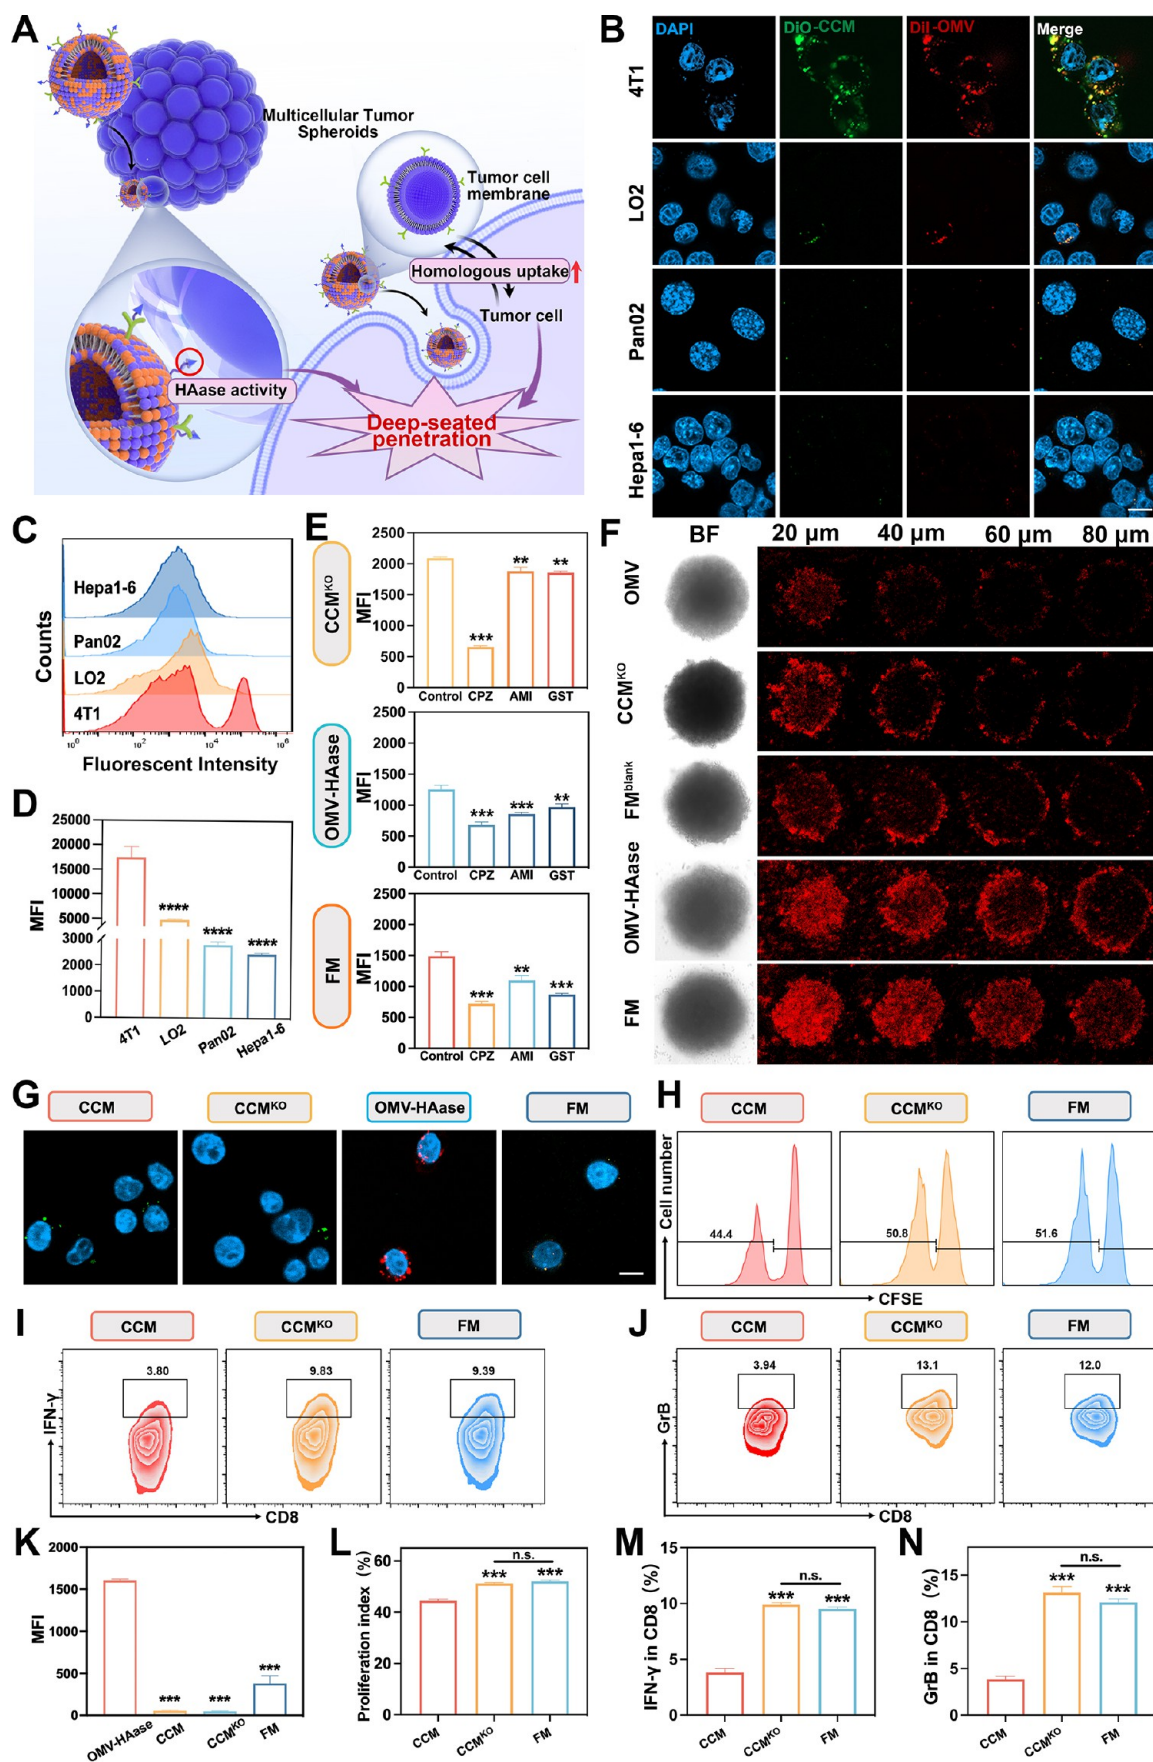 A
Multicellular Tumor
Spheroids
Tumor cell
membrane
Homologous uptake
Tumor cell
HAase activity
Deep-seated
penetration
B
DAPI
DiO-CCM
DiI-OMV
Merge
4T1
LO2
Pan02
Hepa1-6
C
Counts
Hepa1-6
Pan02
LO2
4T1
10⁰ 10² 10⁴ 10⁶
Fluorescent Intensity
D
MFI
25000
20000
15000
10000
5000
3000
2000
1000
0
****
****
****
4T1
LO2
Pan02
Hepa1-6
E
CCMᴷᴼ
MFI
2500
2000
1500
1000
500
0
***
**
**
Control CPZ AMI GST
OMV-HAase
MFI
2500
2000
1500
1000
500
0
***
***
**
Control CPZ AMI GST
FM
MFI
2500
2000
1500
1000
500
0
***
**
***
Control CPZ AMI GST
F
BF
20 μm
40 μm
60 μm
80 μm
OMV
CCMᴷᴼ
FMᵇˡᵃⁿᵏ
OMV-HAase
FM
G
CCM
CCMᴷᴼ
OMV-HAase
FM
H
CCM
CCMᴷᴼ
FM
Cell number
44.4
50.8
51.6
CFSE
I
CCM
CCMᴷᴼ
FM
IFN-γ
3.80
9.83
9.39
CD8
J
CCM
CCMᴷᴼ
FM
GrB
3.94
13.1
12.0
CD8
K
MFI
2000
1500
1000
500
0
***
***
***
OMV-HAase
CCM
CCMᴷᴼ
FM
L
Proliferation index (%)
60
40
20
0
n.s.
***
***
CCM
CCMᴷᴼ
FM
M
IFN-γ in CD8 (%)
15
10
5
0
n.s.
***
***
CCM
CCMᴷᴼ
FM
N
GrB in CD8 (%)
15
10
5
0
n.s.
***
***
CCM
CCMᴷᴼ
FM